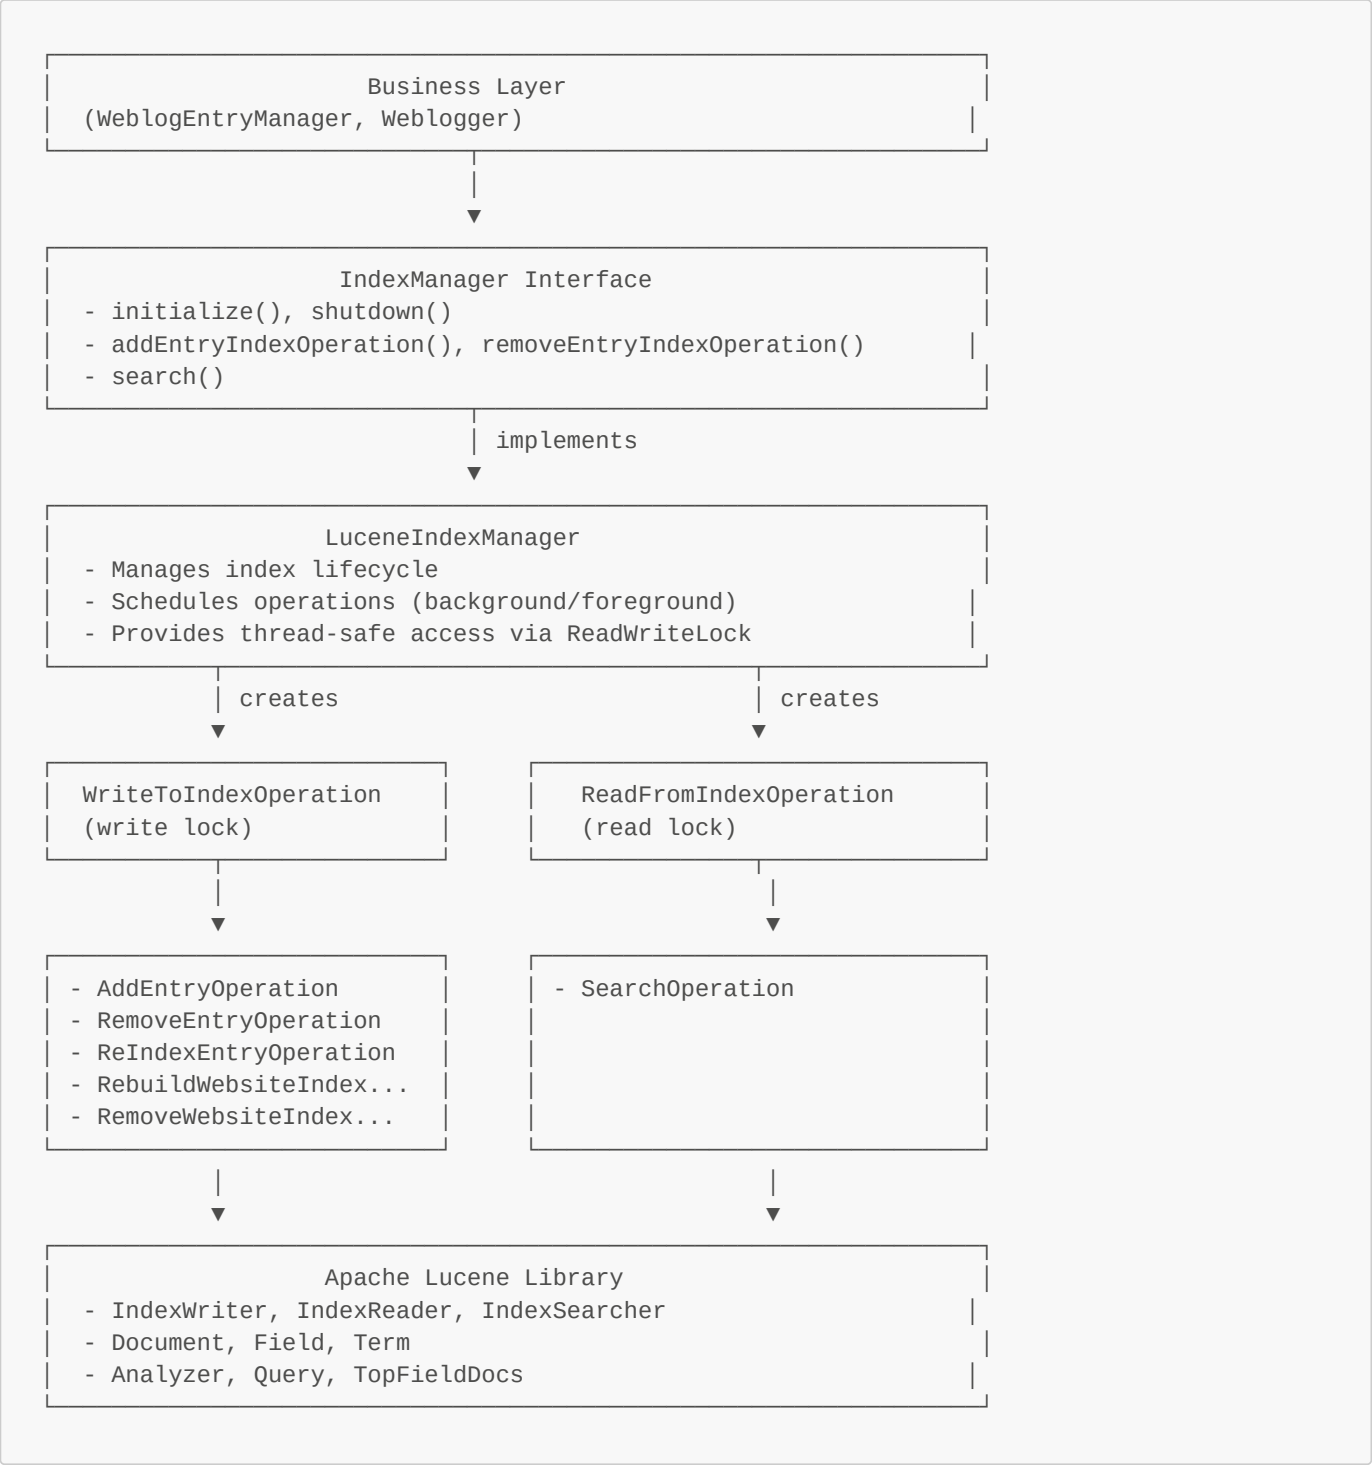 Business Layer
(WeblogEntryManager, Weblogger)
IndexManager Interface
- initialize(), shutdown()
- addEntryIndexOperation(), removeEntryIndexOperation()
- search()
implements
LuceneIndexManager
- Manages index lifecycle
- Schedules operations (background/foreground)
- Provides thread-safe access via ReadWriteLock
creates creates
WriteToIndexOperation ReadFromIndexOperation
(write lock) (read lock)
- AddEntryOperation - SearchOperation
- RemoveEntryOperation
- ReIndexEntryOperation
- RebuildWebsiteIndex...
- RemoveWebsiteIndex...
Apache Lucene Library
- IndexWriter, IndexReader, IndexSearcher
- Document, Field, Term
- Analyzer, Query, TopFieldDocs